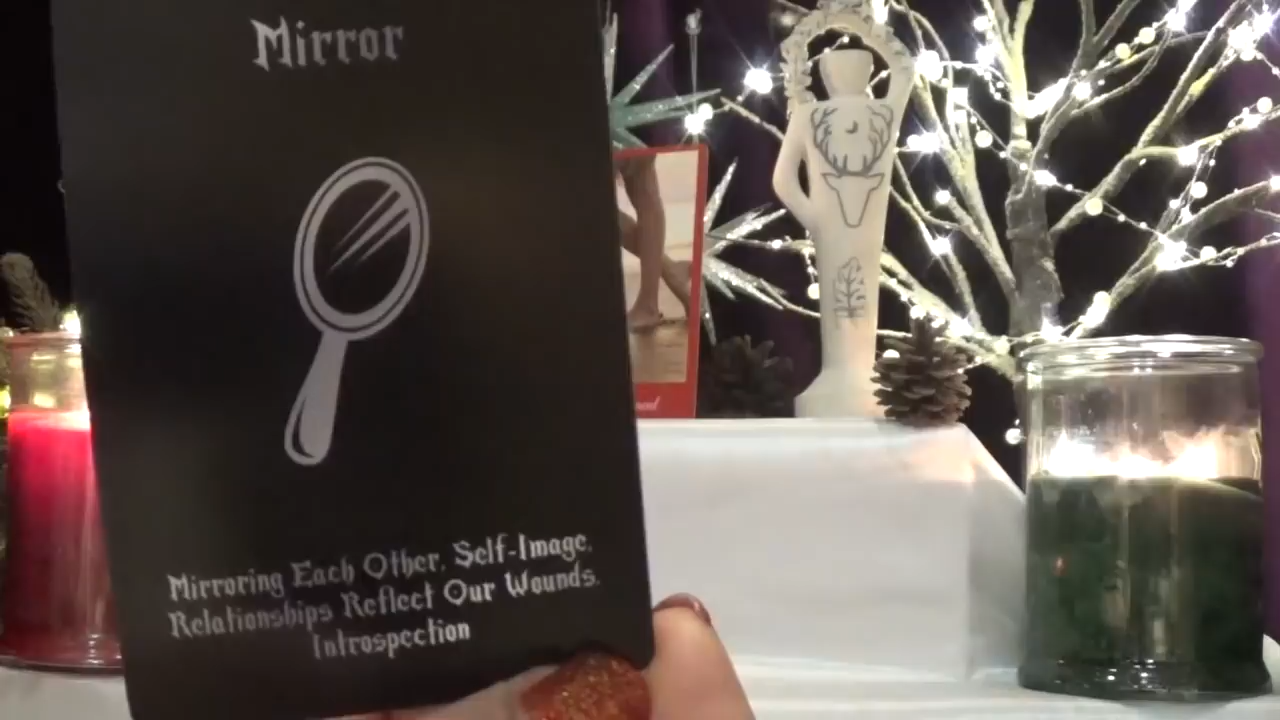 Mirror
Mirroring Each Other, Self-Image,
Relationships Reflect Our Wounds,
Introspection